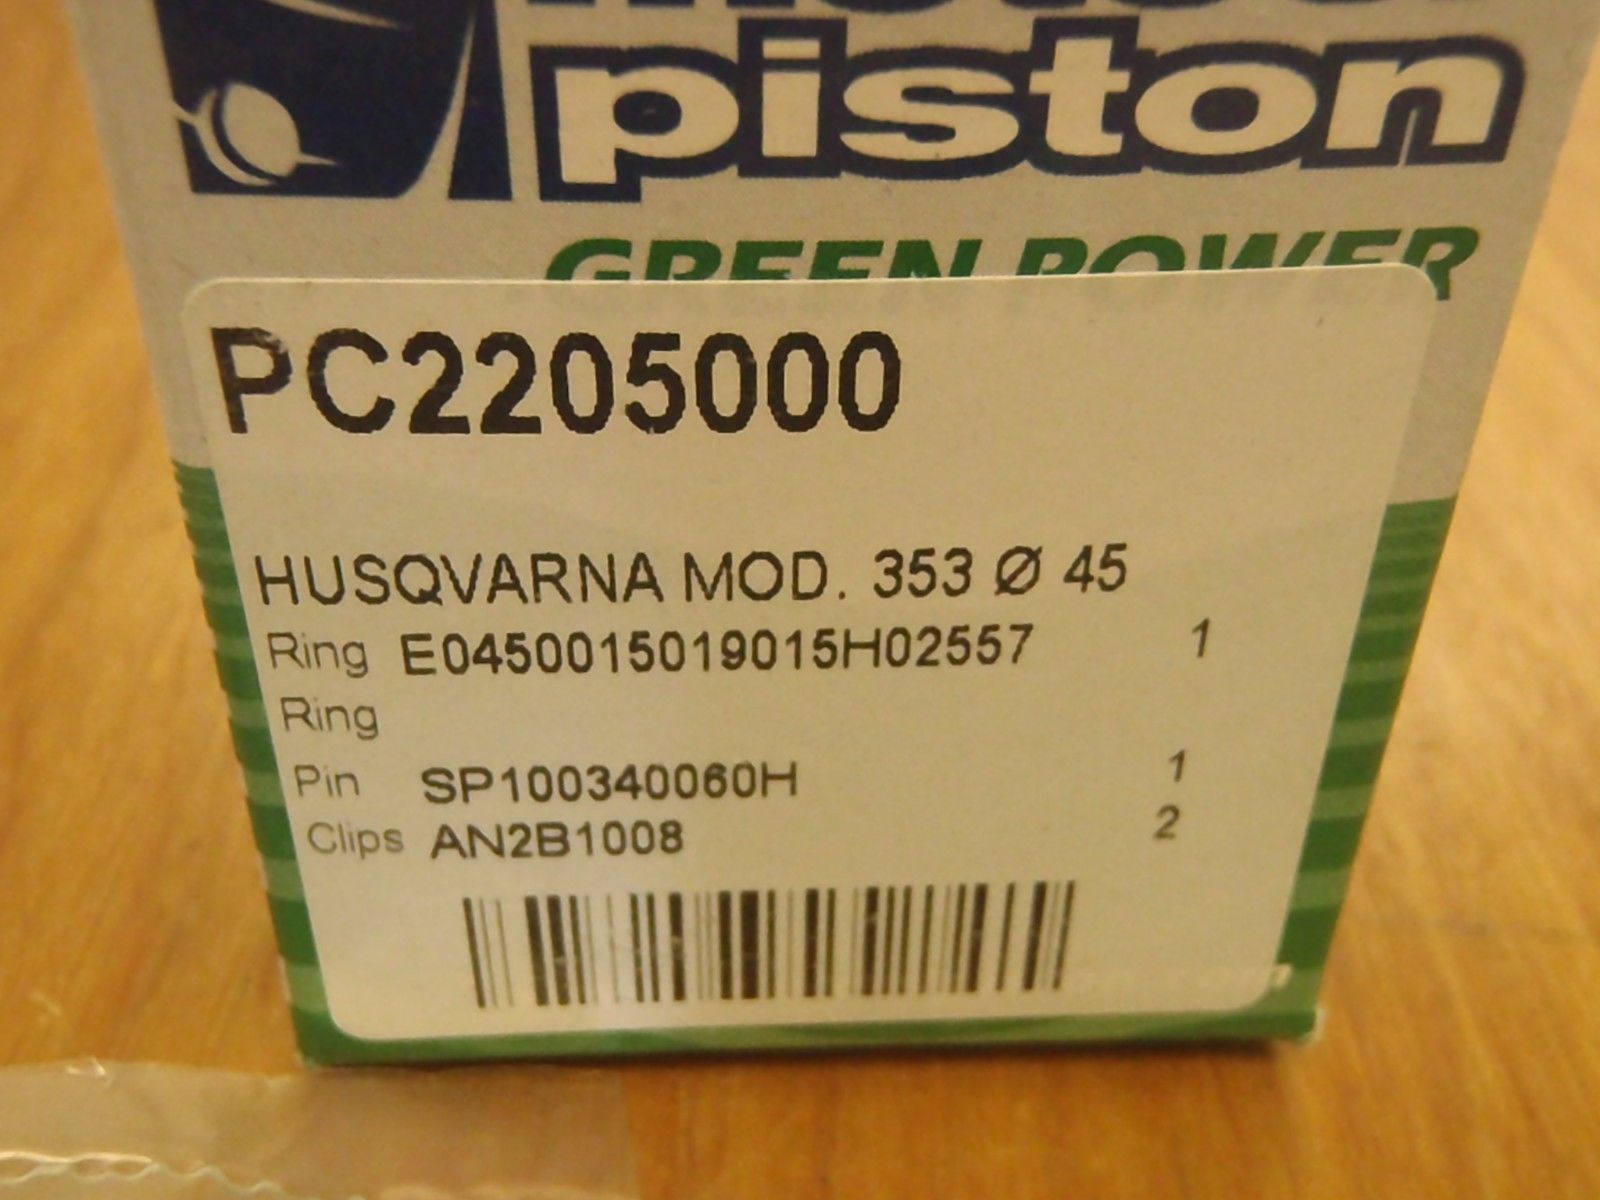 piston
GREEN POWER
PC2205000
HUSQVARNA MOD. 353 Ø 45
Ring E0450015019015H02557 1
Ring
Pin SP100340060H 1
Clips AN2B1008 2